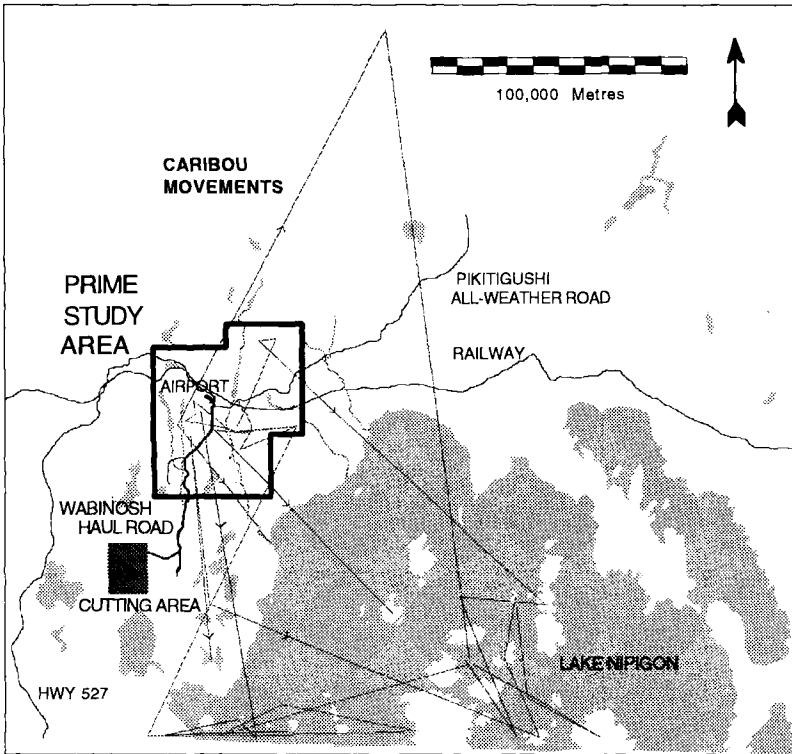 100,000 Metres
CARIBOU
MOVEMENTS
PRIME
STUDY
AREA
PIKITIGUSHI
ALL-WEATHER ROAD
RAILWAY
AIRPORT
WABINOSH
HAUL ROAD
CUTTING AREA
LAKE NIPIGON
HWY 527